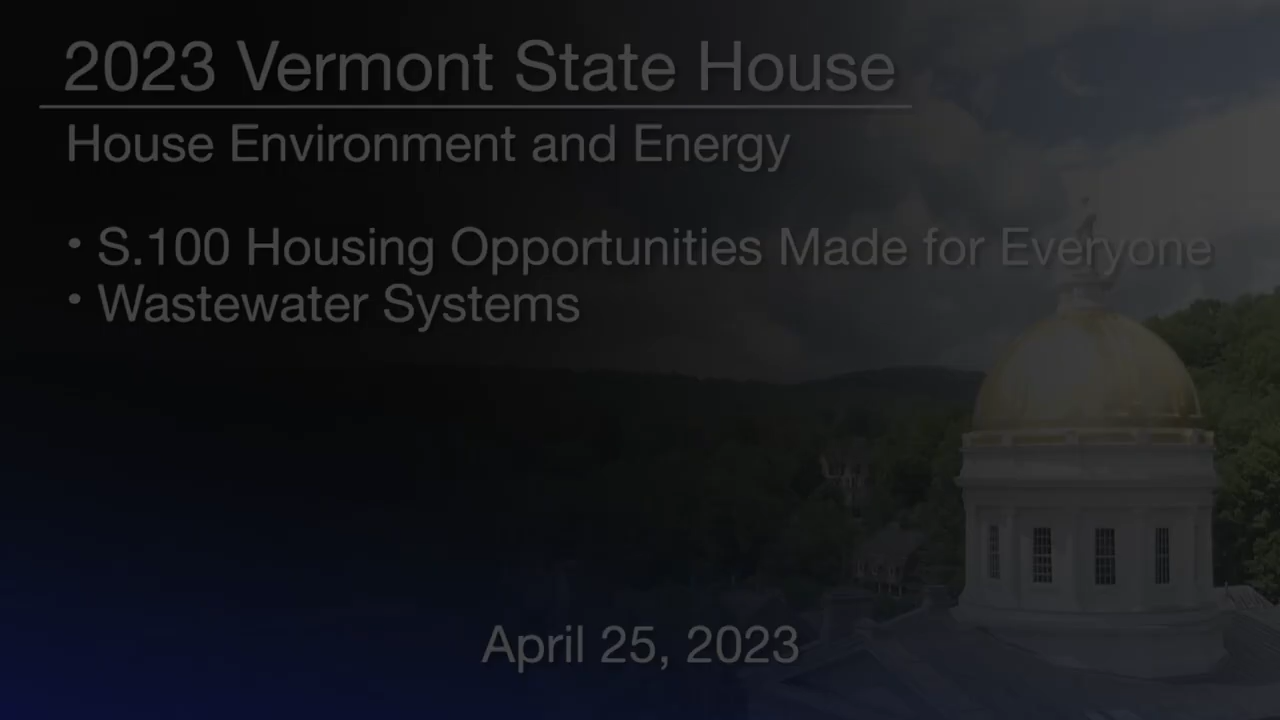 2023 Vermont State House
House Environment and Energy
• S.100 Housing Opportunities Made for Everyone
• Wastewater Systems
April 25, 2023